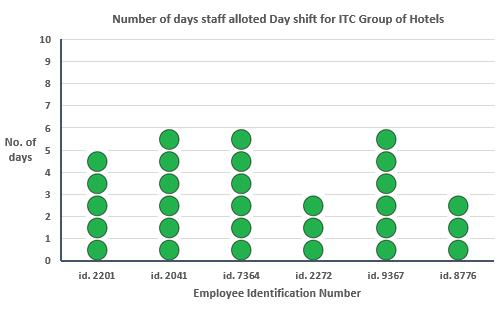 Number of days staff alloted Day shift for ITC Group of Hotels
10
9
8
7
6
5
4
3
2
1
0
No. of
days
id. 2201 id. 2041 id. 7364 id. 2272 id. 9367 id. 8776
Employee Identification Number